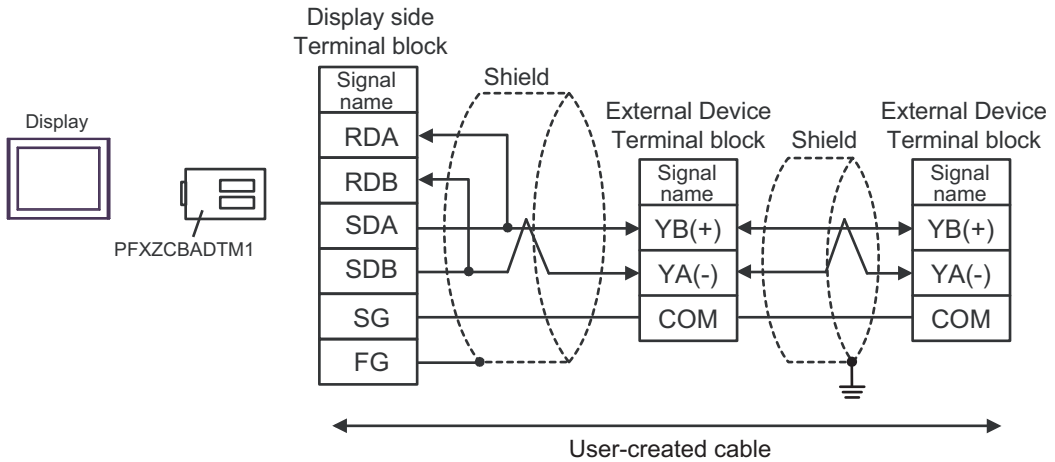 Display side
Terminal block
Signal
name
RDA
RDB
SDA
SDB
SG
FG
Shield
Display
PFXZCBADTM1
External Device
Terminal block
Signal
name
YB(+)
YA(-)
COM
Shield
External Device
Terminal block
Signal
name
YB(+)
YA(-)
COM
User-created cable